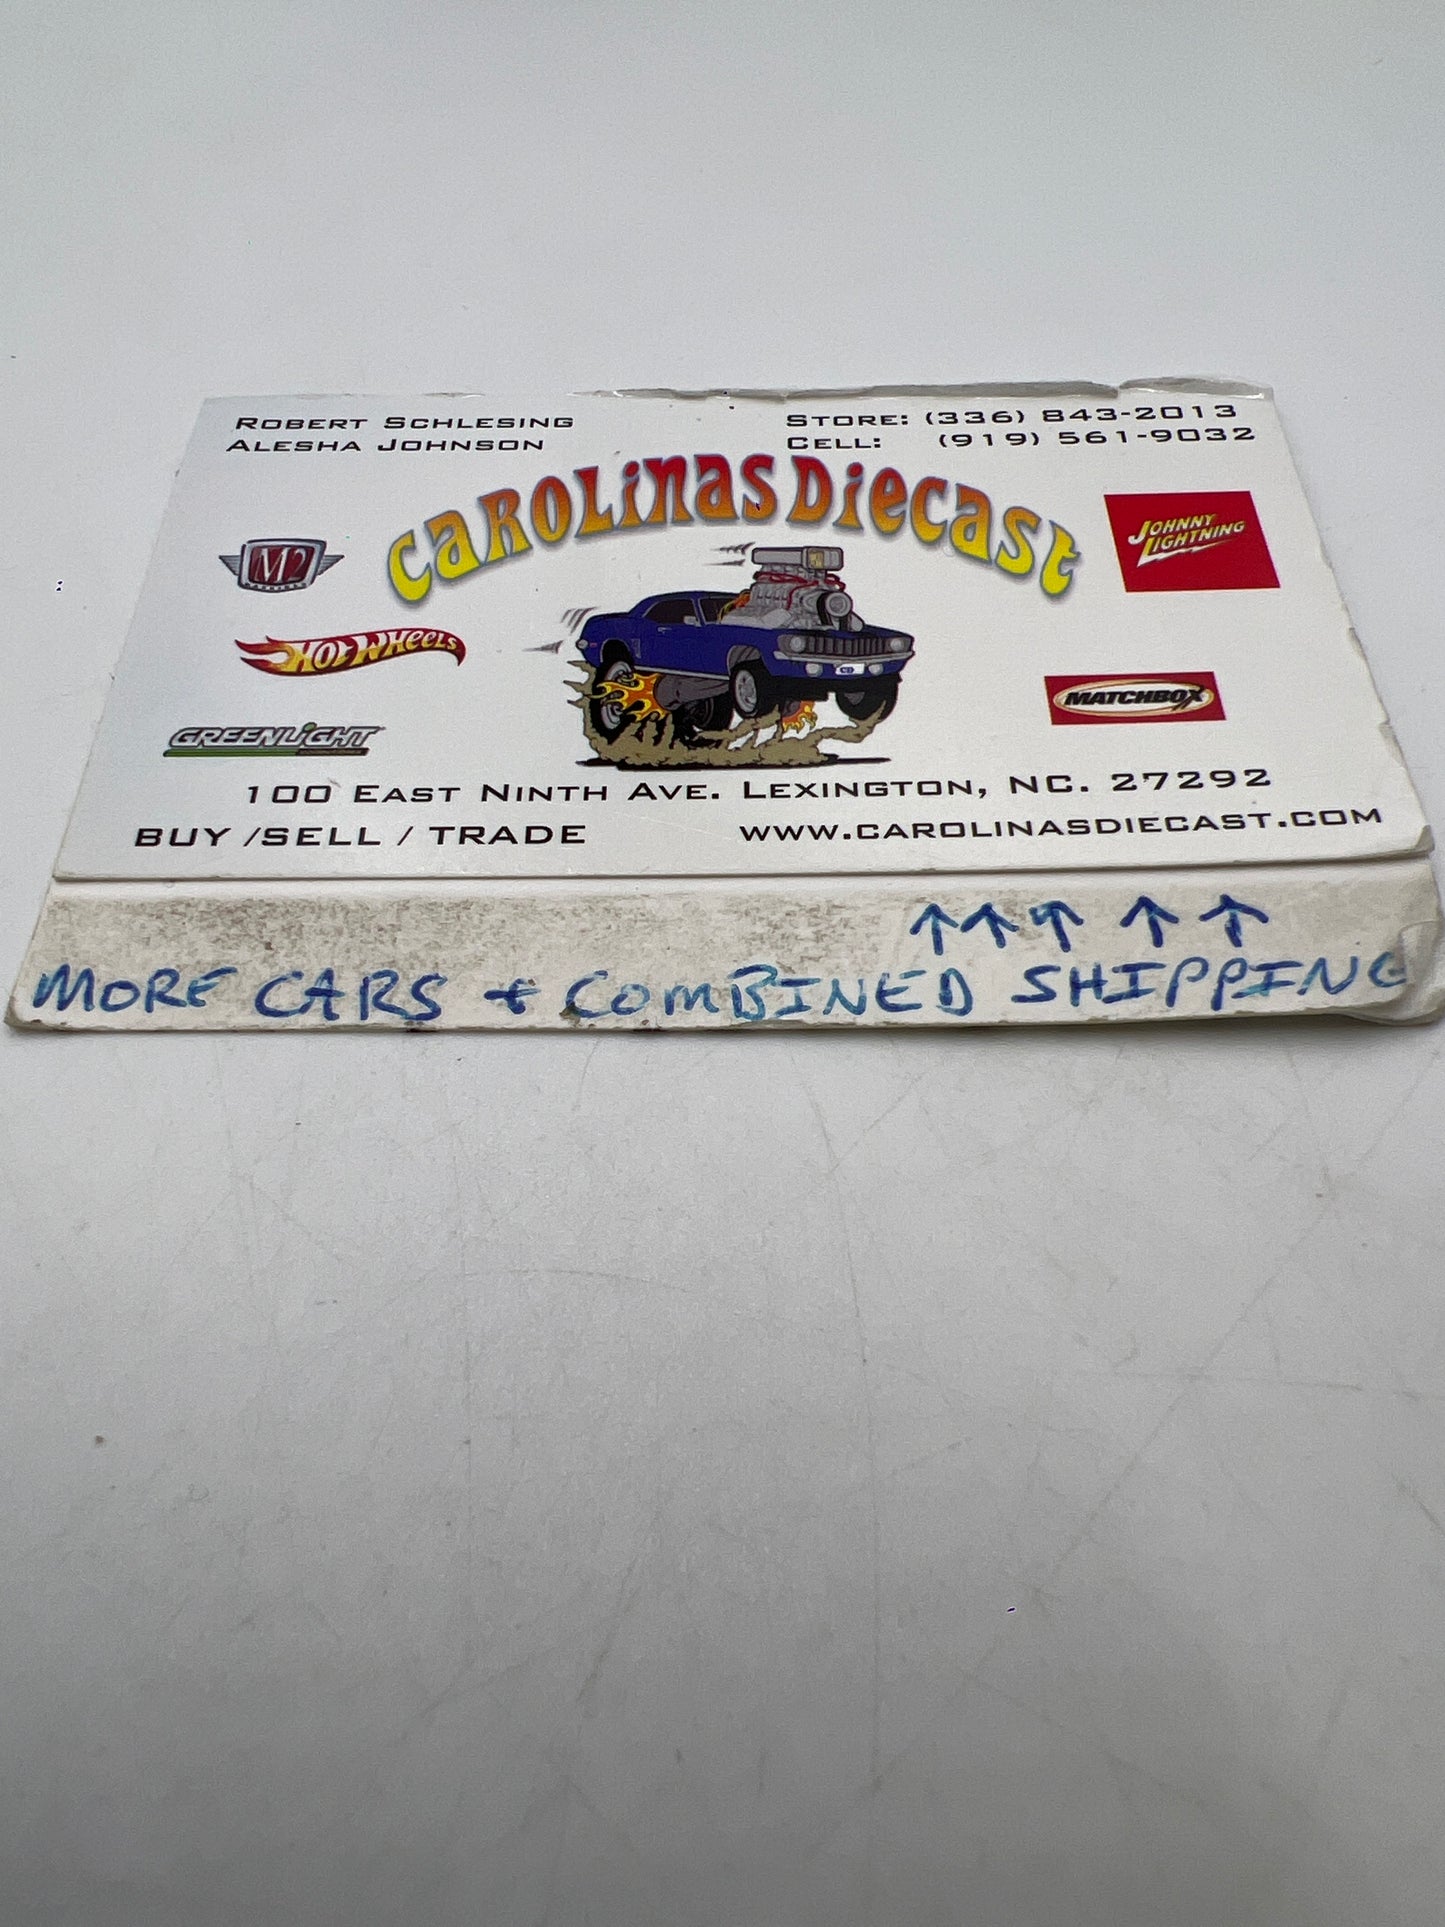 ROBERT SCHLESING
ALESHA JOHNSON
STORE: (336) 843-2013
CELL: (919) 561-9032
CAROLINAS DIECAST
M2
JOHNNY
LIGHTNING
HOT WHEELS
MATCHBOX
GREENLIGHT
100 EAST NINTH AVE. LEXINGTON, NC. 27292
BUY /SELL / TRADE
WWW.CAROLINASDIECAST.COM
↑ ↑ ↑ ↑ ↑
MORE CARS + COMBINED SHIPPING